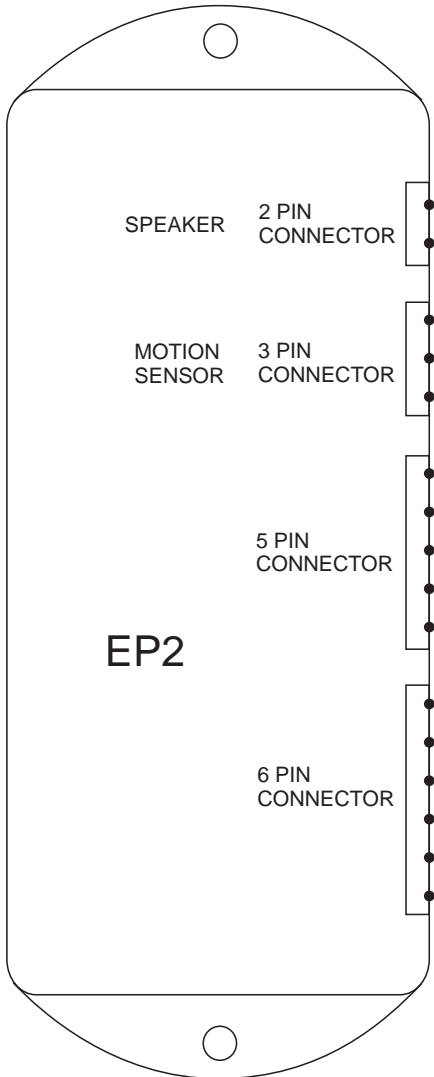 SPEAKER
2 PIN
CONNECTOR
MOTION
SENSOR
3 PIN
CONNECTOR
5 PIN
CONNECTOR
EP2
6 PIN
CONNECTOR